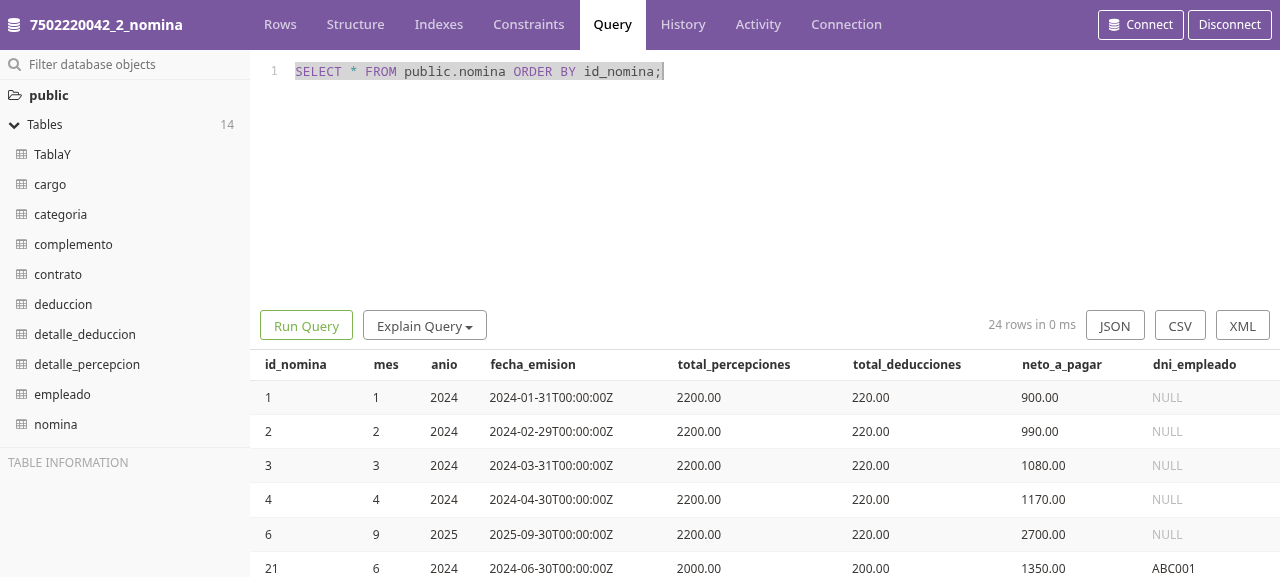 7502220042_2_nomina
Rows Structure Indexes Constraints Query History Activity Connection Connect Disconnect
Filter database objects
public
Tables 14
TablaY
cargo
categoria
complemento
contrato
deduccion
detalle_deduccion
detalle_percepcion
empleado
nomina
TABLE INFORMATION
1 SELECT * FROM public.nomina ORDER BY id_nomina;
Run Query Explain Query 24 rows in 0 ms JSON CSV XML
id_nomina mes anio fecha_emision total_percepciones total_deducciones neto_a_pagar dni_empleado
1 1 2024 2024-01-31T00:00:00Z 2200.00 220.00 900.00 NULL
2 2 2024 2024-02-29T00:00:00Z 2200.00 220.00 990.00 NULL
3 3 2024 2024-03-31T00:00:00Z 2200.00 220.00 1080.00 NULL
4 4 2024 2024-04-30T00:00:00Z 2200.00 220.00 1170.00 NULL
6 9 2025 2025-09-30T00:00:00Z 2200.00 220.00 2700.00 NULL
21 6 2024 2024-06-30T00:00:00Z 2000.00 200.00 1350.00 ABC001